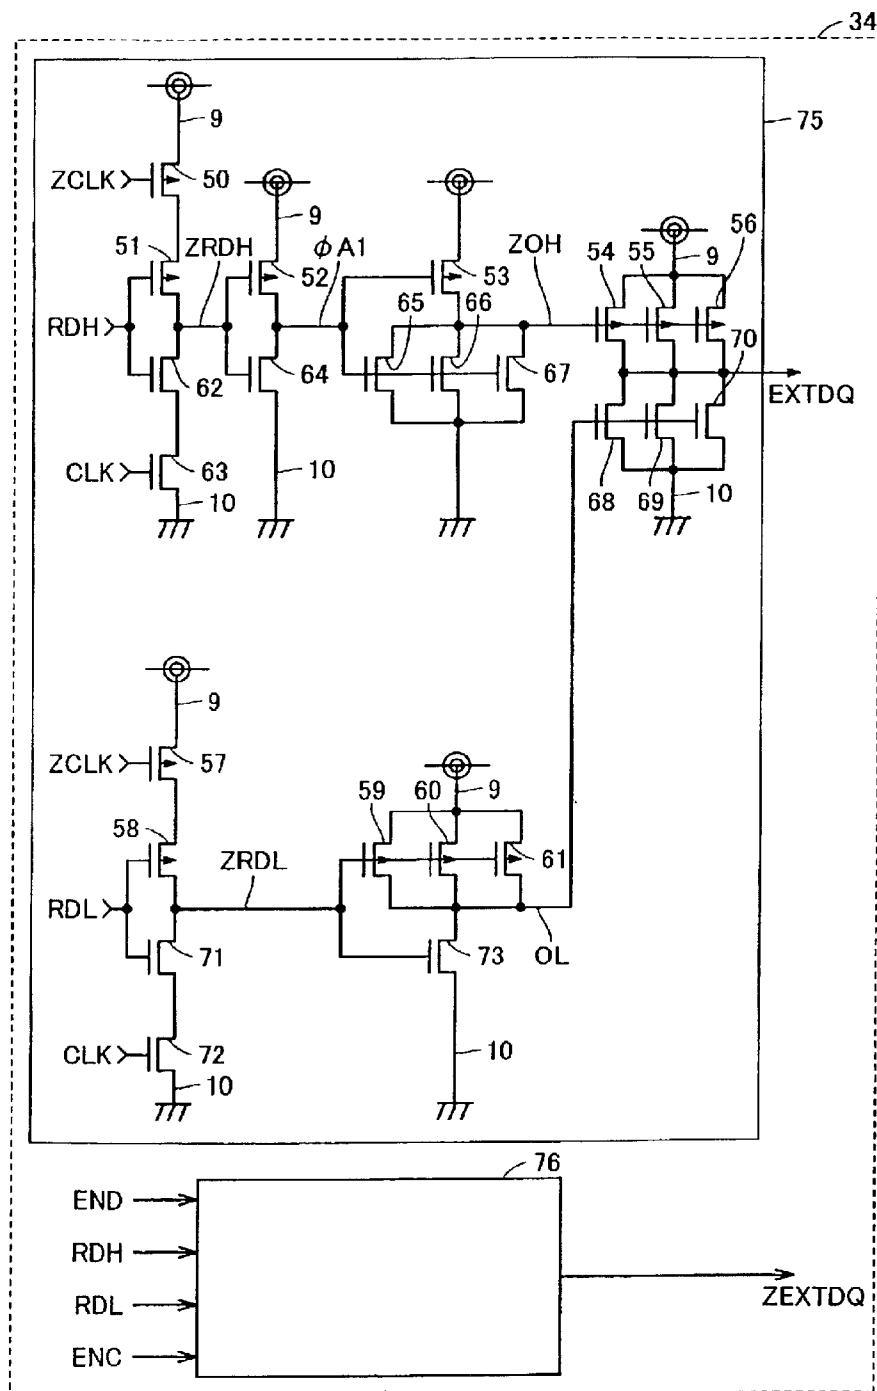 34
75
9
ZCLK
50
51
ZRDH
9
φA1
52
53
ZOH
54
55
9
56
RDH
65
66
62
64
67
70
EXTDQ
CLK
63
10
10
68
69
10
9
ZCLK
57
58
ZRDL
59
60
9
61
RDL
71
73
OL
CLK
72
10
10
76
END
RDH
RDL
ENC
ZEXTDQ